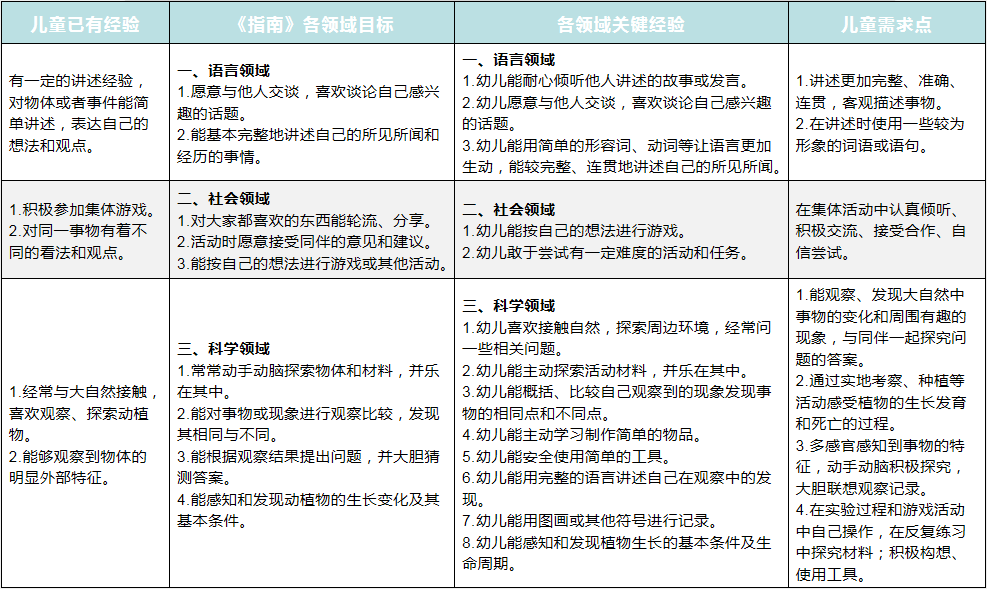 儿童已有经验
《指南》各领域目标
各领域关键经验
儿童需求点
有一定的讲述经验，
对物体或者事件能简
单讲述，表达自己的
想法和观点。
一、语言领域
1.愿意与他人交谈，喜欢谈论自己感兴
趣的话题。
2.能基本完整地讲述自己的所见所闻和
经历的事情。
一、语言领域
1.幼儿能耐心倾听他人讲述的故事或发言。
2.幼儿愿意与他人交谈，喜欢谈论自己感兴趣
的话题。
3.幼儿能用简单的形容词、动词等让语言更加
生动，能较完整、连贯地讲述自己的所见所闻。
1.讲述更加完整、准确、
连贯，客观描述事物。
2.在讲述时使用一些较为
形象的词语或语句。
1.积极参加集体游戏。
2.对同一事物有着不
同的看法和观点。
二、社会领域
1.对大家都喜欢的东西能轮流、分享。
2.活动时愿意接受同伴的意见和建议。
3.能按自己的想法进行游戏或其他活动。
二、社会领域
1.幼儿能按自己的想法进行游戏。
2.幼儿敢于尝试有一定难度的活动和任务。
在集体活动中认真倾听、
积极交流、接受合作、自
信尝试。
1.经常与大自然接触，
喜欢观察、探索动植
物。
2.能够观察到物体的
明显外部特征。
三、科学领域
1.常常动手动脑探索物体和材料，并乐
在其中。
2.能对事物或现象进行观察比较，发现
其相同与不同。
3.能根据观察结果提出问题，并大胆猜
测答案。
4.能感知和发现动植物的生长变化及其
基本条件。
三、科学领域
1.幼儿喜欢接触自然，探索周边环境，经常问
一些相关问题。
2.幼儿能主动探索活动材料，并乐在其中。
3.幼儿能概括、比较自己观察到的现象发现事
物的相同点和不同点。
4.幼儿能主动学习制作简单的物品。
5.幼儿能安全使用简单的工具。
6.幼儿能用完整的语言讲述自己在观察中的发
现。
7.幼儿能用图画或其他符号进行记录。
8.幼儿能感知和发现植物生长的基本条件及生
命周期。
1.能观察、发现大自然中
事物的变化和周围有趣的
现象，与同伴一起探究问
题的答案。
2.通过实地考察、种植等
活动感受植物的生长发育
和死亡的过程。
3.多感官感知到事物的特
征，动手动脑积极探究，
大胆联想观察记录。
4.在实验过程和游戏活动
中自己操作，在反复练习
中探究材料；积极构想、
使用工具。